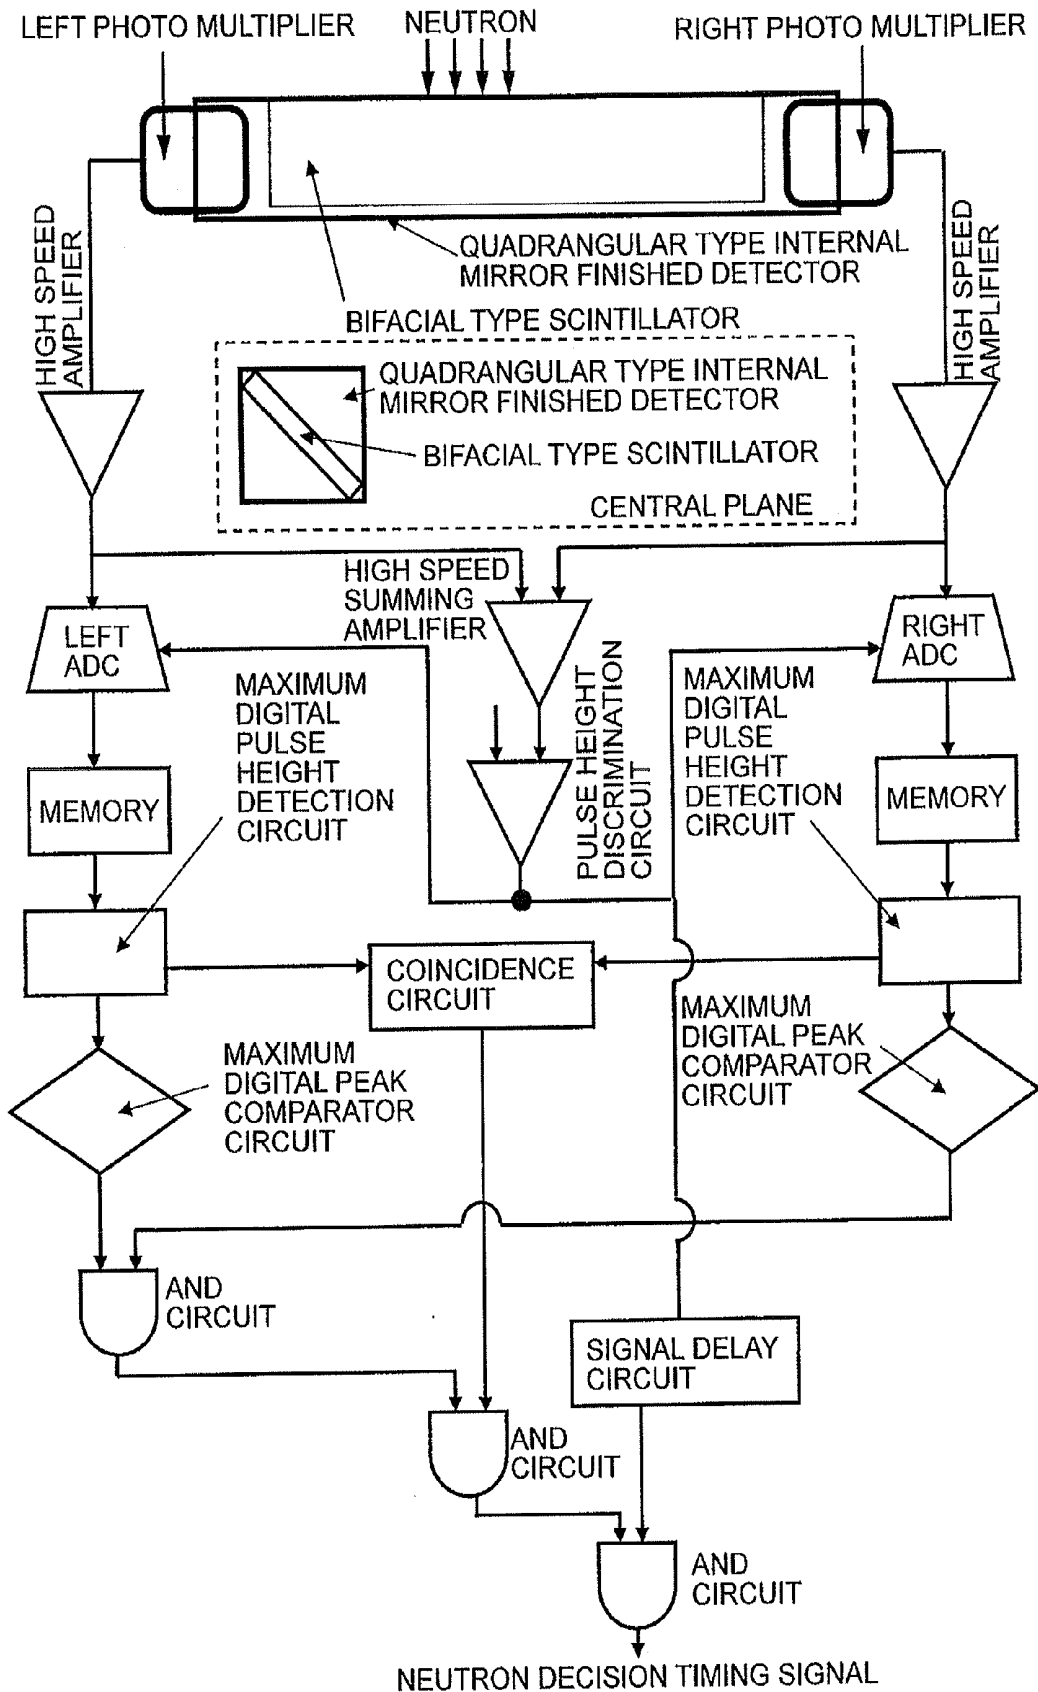 LEFT PHOTO MULTIPLIER
NEUTRON
RIGHT PHOTO MULTIPLIER
HIGH SPEED
AMPLIFIER
HIGH SPEED
AMPLIFIER
QUADRANGULAR TYPE INTERNAL
MIRROR FINISHED DETECTOR
BIFACIAL TYPE SCINTILLATOR
QUADRANGULAR TYPE INTERNAL
MIRROR FINISHED DETECTOR
BIFACIAL TYPE SCINTILLATOR
CENTRAL PLANE
HIGH SPEED
SUMMING
AMPLIFIER
LEFT
ADC
RIGHT
ADC
MAXIMUM
DIGITAL
PULSE
HEIGHT
DETECTION
CIRCUIT
PULSE HEIGHT
DISCRIMINATION
CIRCUIT
MAXIMUM
DIGITAL
PULSE
HEIGHT
DETECTION
CIRCUIT
MEMORY
MEMORY
COINCIDENCE
CIRCUIT
MAXIMUM
DIGITAL PEAK
COMPARATOR
CIRCUIT
MAXIMUM
DIGITAL PEAK
COMPARATOR
CIRCUIT
AND
CIRCUIT
SIGNAL DELAY
CIRCUIT
AND
CIRCUIT
AND
CIRCUIT
NEUTRON DECISION TIMING SIGNAL